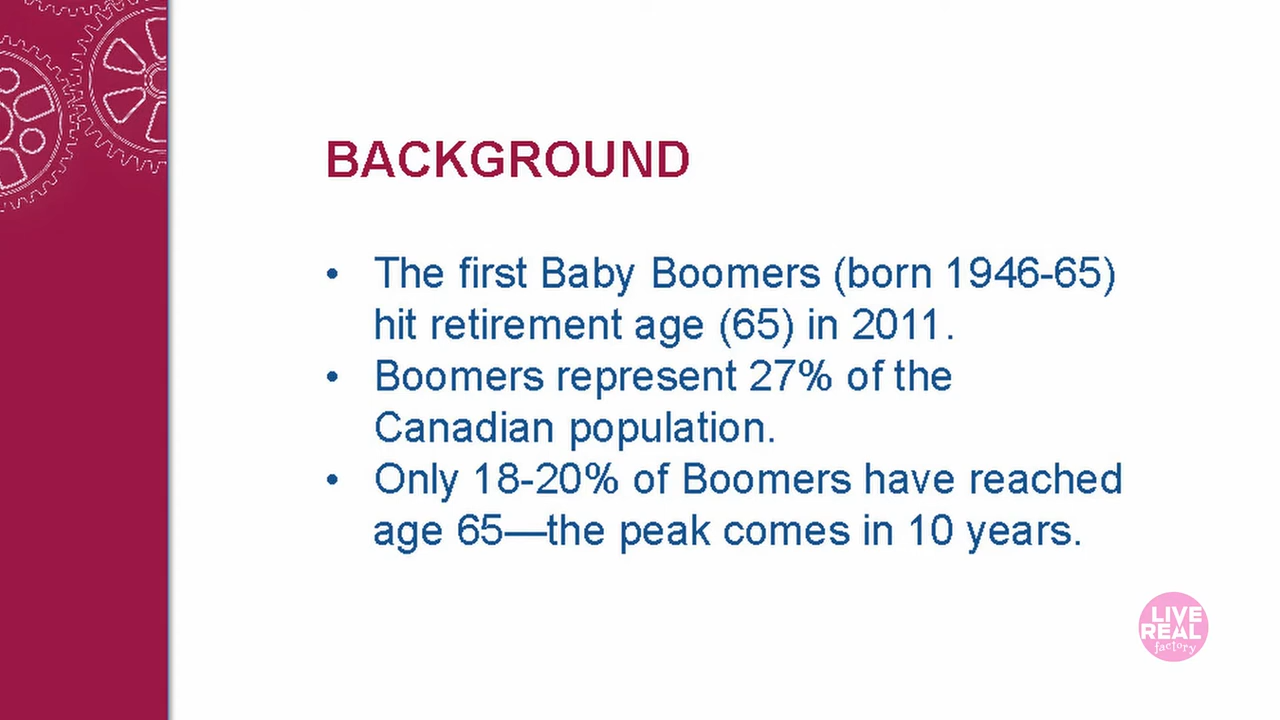 BACKGROUND
• The first Baby Boomers (born 1946-65)
hit retirement age (65) in 2011.
• Boomers represent 27% of the
Canadian population.
• Only 18-20% of Boomers have reached
age 65—the peak comes in 10 years.
LIVE
REAL
factory